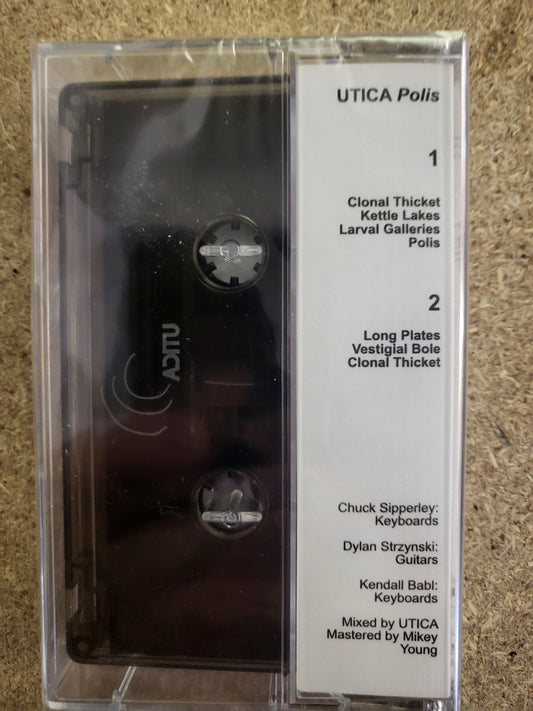 UTICA Polis
1
Clonal Thicket
Kettle Lakes
Larval Galleries
Polis
2
Long Plates
Vestigial Bole
Clonal Thicket
Chuck Sipperley:
Keyboards
Dylan Strzynski:
Guitars
Kendall Babl:
Keyboards
Mixed by UTICA
Mastered by Mikey
Young
UTICA